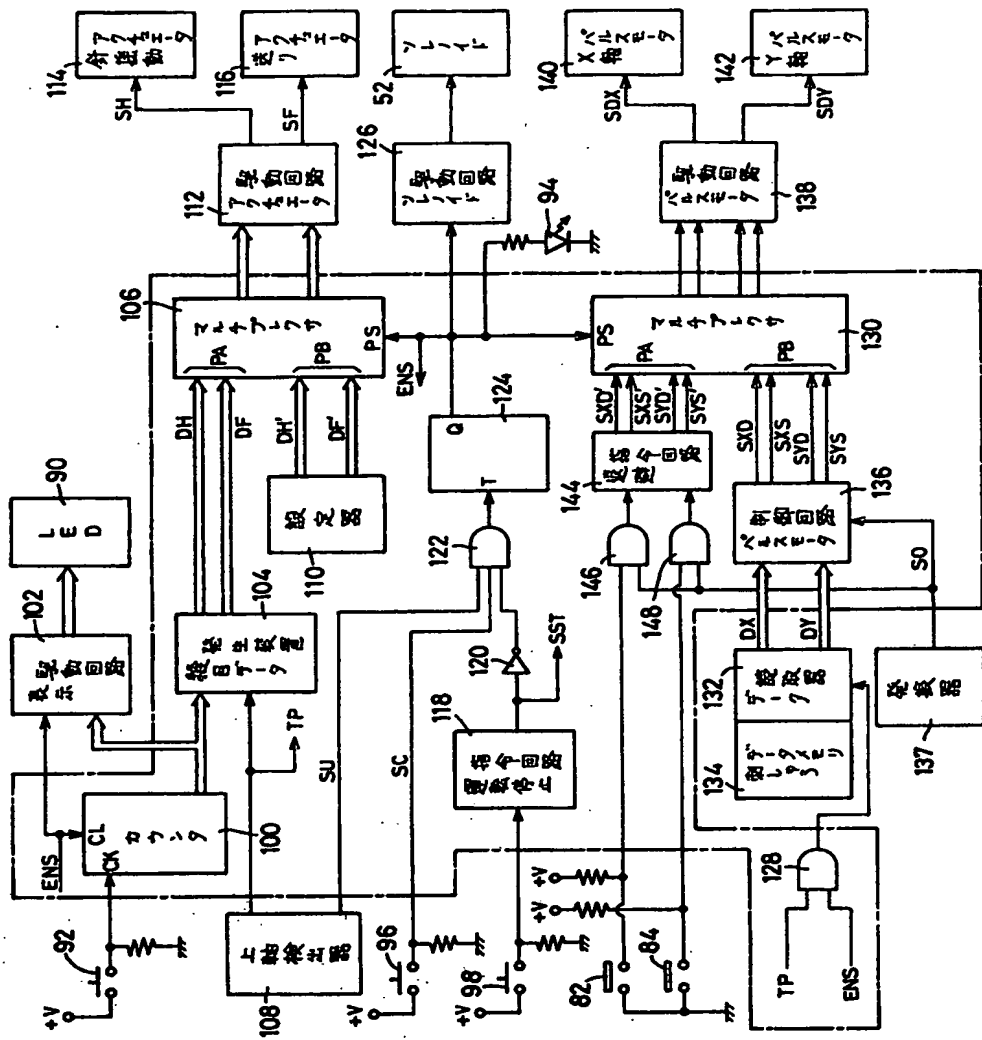 114
針揺動
アクチュエータ
116
送り
アクチュエータ
52
ソレノイド
140
X軸
パルスモータ
142
Y軸
パルスモータ
SH
SF
SDX
SDY
112
アクチュエータ
駆動回路
126
ソレノイド
駆動回路
94
138
パルスモータ
駆動回路
106
マルチプレクサ
PA
PB
PS
ENS
130
マルチプレクサ
PS
PA
PB
DH
DF
DH'
DF'
124
T
Q
SXD'
SXS'
SYD'
SYS'
SXD
SXS
SYD
SYS
90
LED
102
表示
駆動回路
104
縫目データ
発生装置
110
設定器
122
144
指令回路
146
148
136
パルスモータ
制御回路
SO
DX
DY
120
SST
118
運転停止
指令回路
132
データ
読取器
134
刺しゅう
データメモリ
137
発振器
TP
SU
SC
ENS
CL
CK
カウンタ
100
92
+V
108
上軸検出器
96
+V
98
+V
+V
+V
82
84
128
TP
ENS